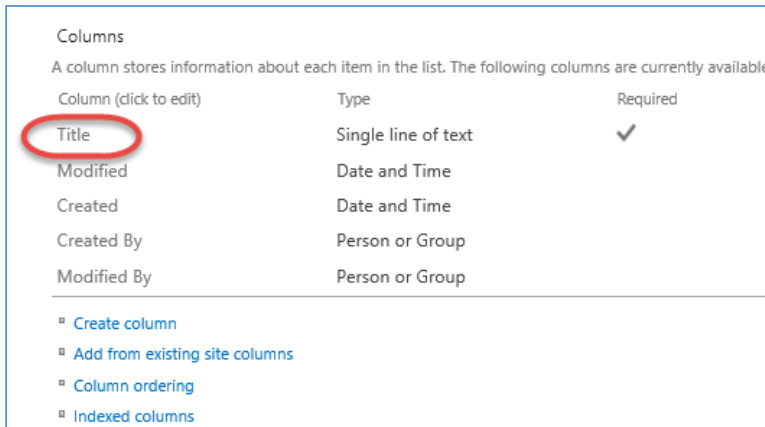 Columns
A column stores information about each item in the list. The following columns are currently available
Column (click to edit) Type Required
Title Single line of text
Modified Date and Time
Created Date and Time
Created By Person or Group
Modified By Person or Group
Create column
Add from existing site columns
Column ordering
Indexed columns